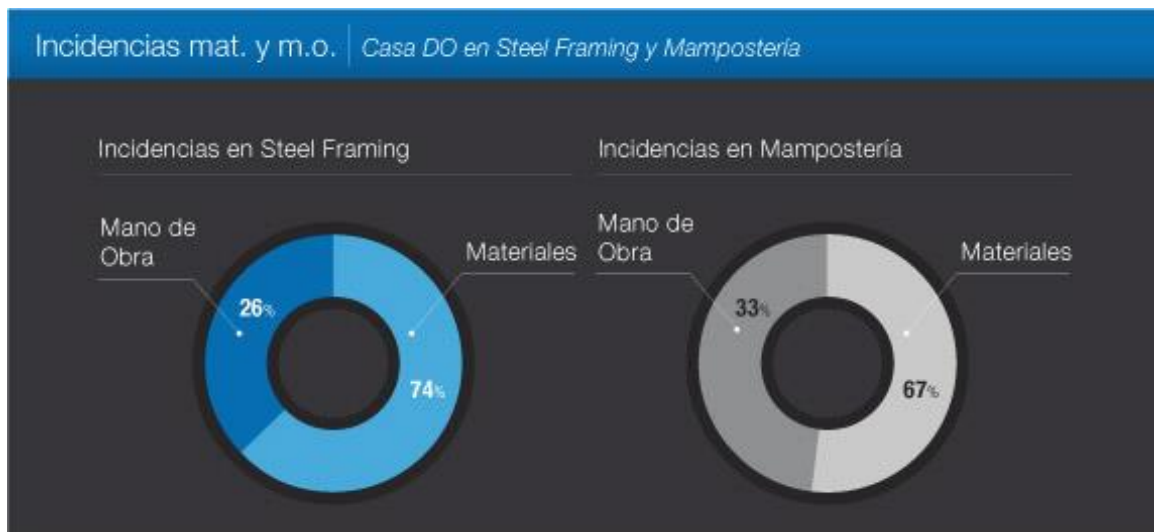 Incidencias mat. y m.o. Casa DO en Steel Framing y Mampostería
Incidencias en Steel Framing
Mano de
Obra
Materiales
26%
74%
Incidencias en Mampostería
Mano de
Obra
Materiales
33%
67%